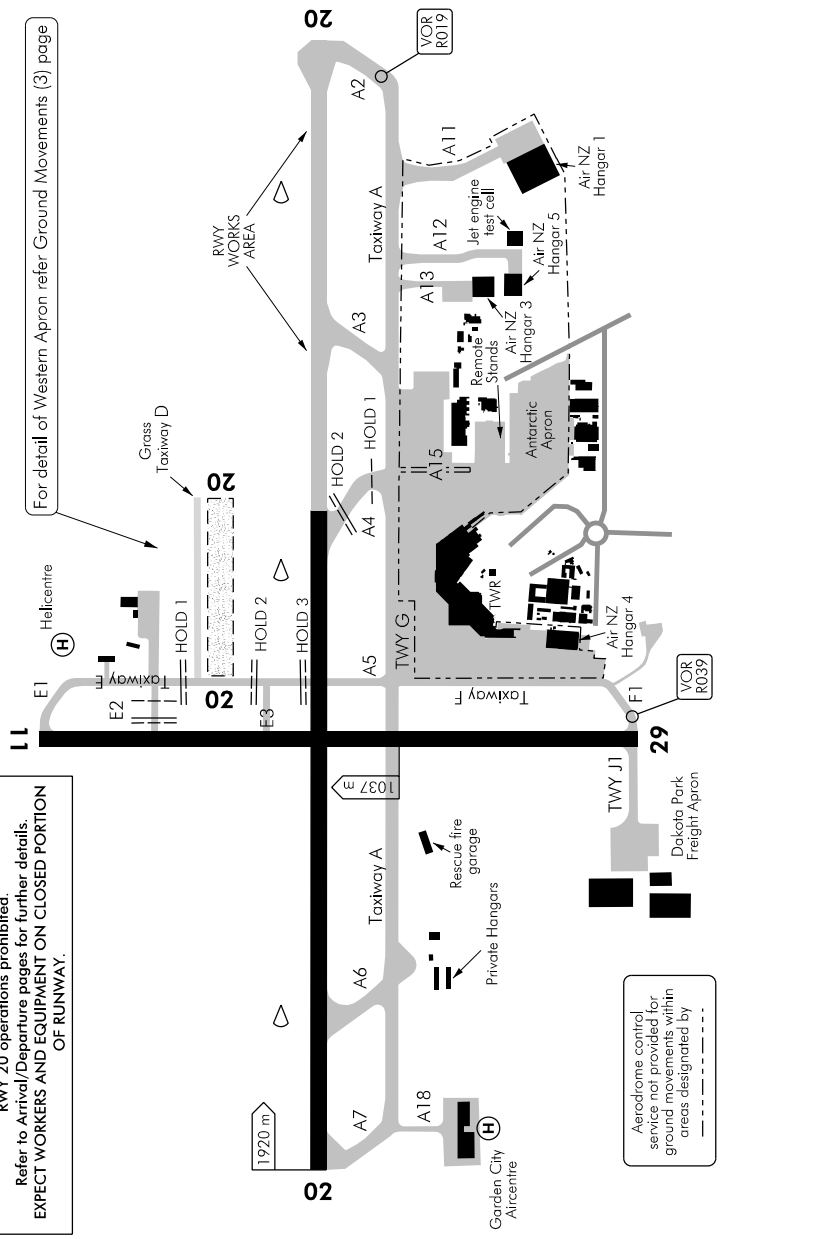 For detail of Western Apron refer Ground Movements (3) page
RWY 20 operations prohibited.
Refer to Arrival/Departure pages for further details.
EXPECT WORKERS AND EQUIPMENT ON CLOSED PORTION
OF RUNWAY.
20
VOR
R019
A2
RWY
WORKS
AREA
Taxiway A
A11
Air NZ
Hangar 1
Jet engine
test cell
A12
Air NZ
Hangar 5
A13
Air NZ
Hangar 3
A3
Remote
Stands
Antarctic
Apron
Grass
Taxiway D
20
HOLD 2
HOLD 1
A4
A15
Helicentre
H
E1
Taxiway E
HOLD 1
HOLD 2
HOLD 3
02
E2
E3
11
A5
TWY G
TWR
Air NZ
Hangar 4
Taxiway F
F1
VOR
R039
29
TWY J1
Dakota Park
Freight Apron
1037 m
Rescue fire
garage
Taxiway A
Private Hangars
A6
A7
A18
1920 m
02
H
Garden City
Aircentre
Aerodrome control
service not provided for
ground movements within
areas designated by